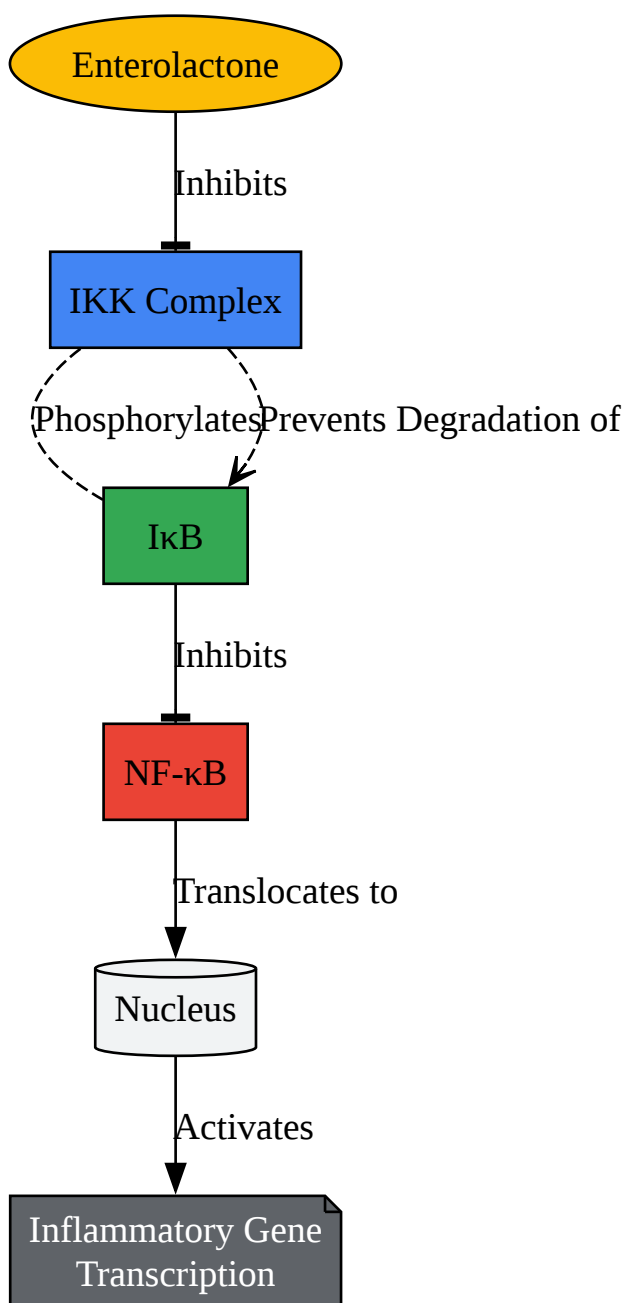 Enterolactone
Inhibits
IKK Complex
Phosphorylates
Prevents Degradation of
IκB
Inhibits
NF-κB
Translocates to
Nucleus
Activates
Inflammatory Gene
Transcription